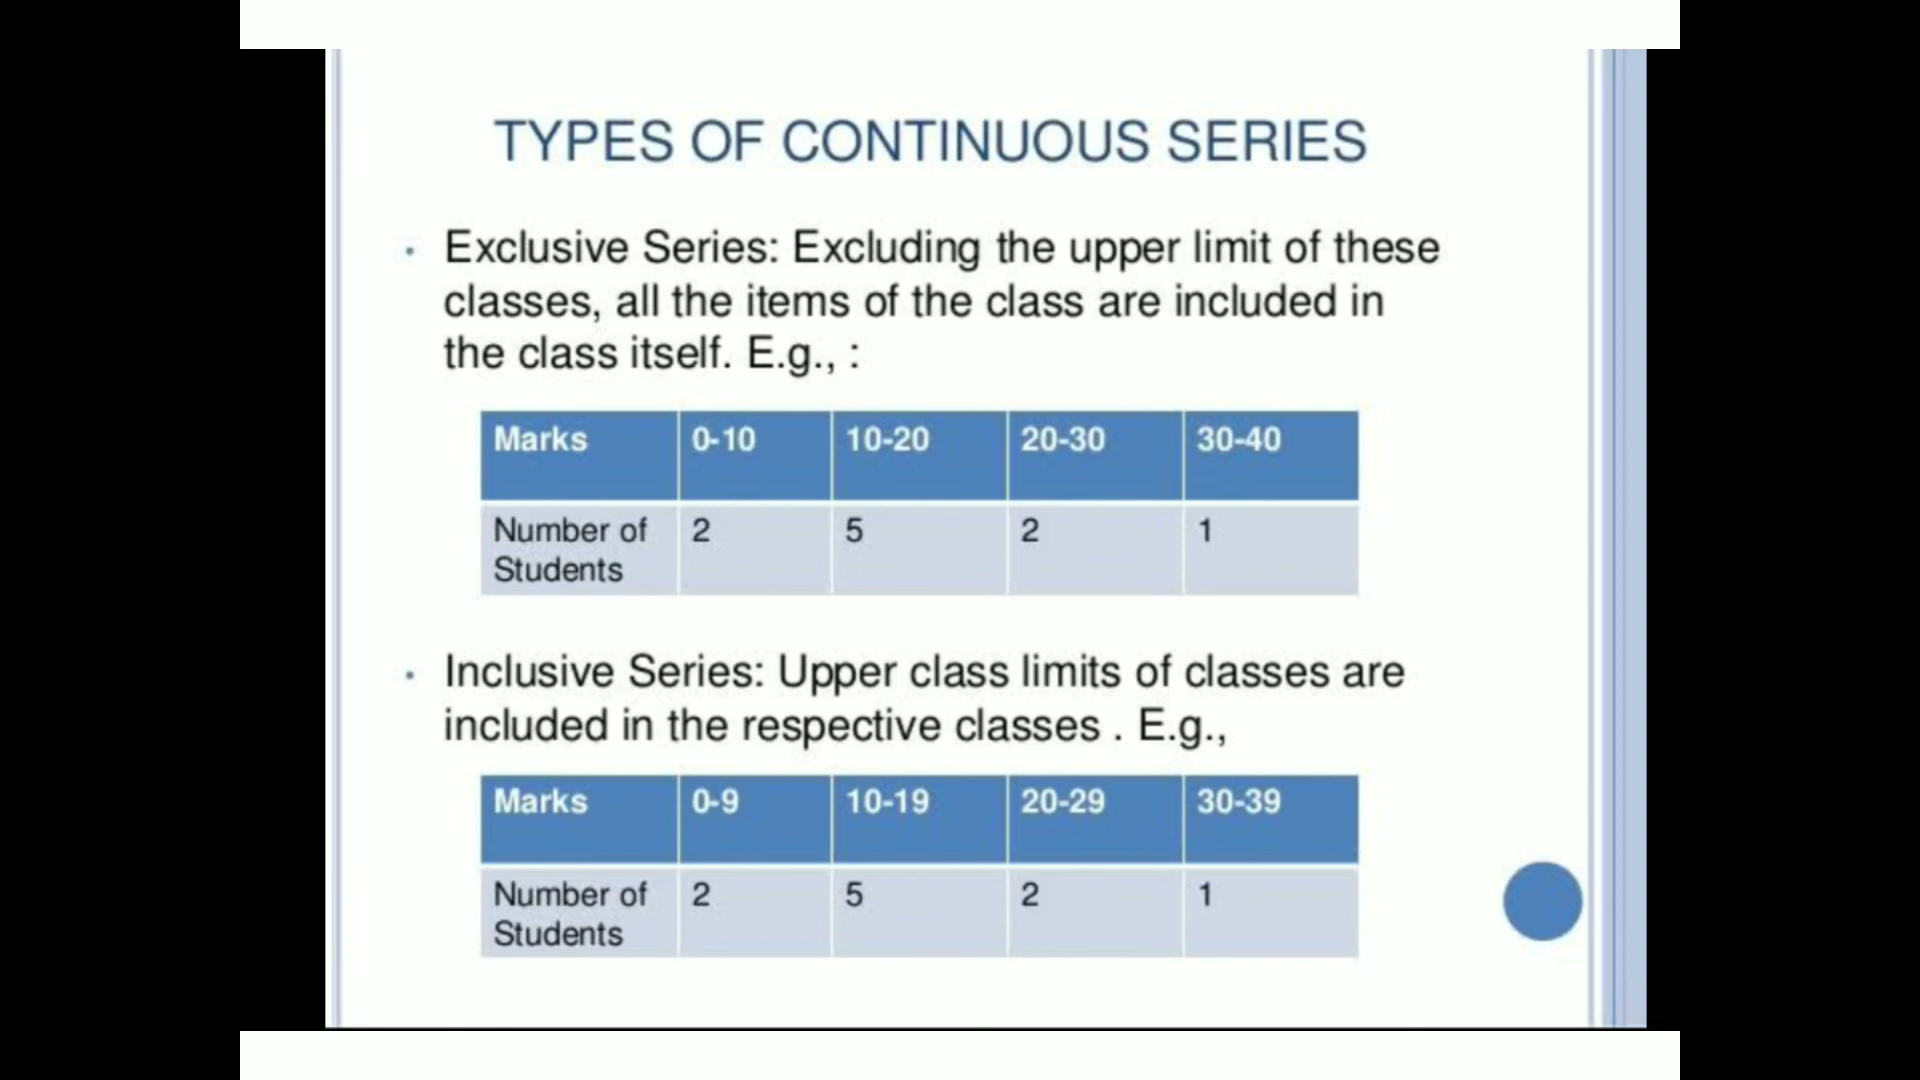 TYPES OF CONTINUOUS SERIES
• Exclusive Series: Excluding the upper limit of these
classes, all the items of the class are included in
the class itself. E.g., :
Marks 0-10 10-20 20-30 30-40
Number of 2 5 2 1
Students
• Inclusive Series: Upper class limits of classes are
included in the respective classes . E.g.,
Marks 0-9 10-19 20-29 30-39
Number of 2 5 2 1
Students